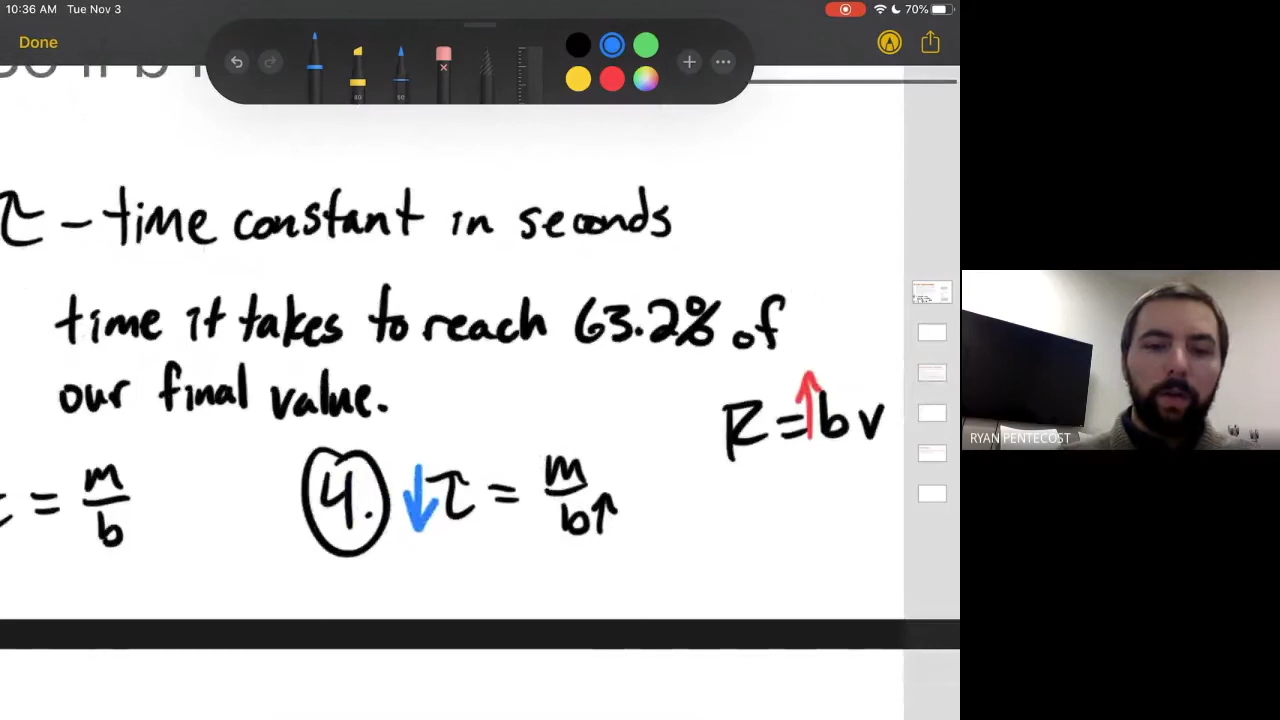 10:36 AM Tue Nov 3
70%
Done
τ – time constant in seconds
time it takes to reach 63.2% of
our final value.
R = ↑ b v
τ = m/b
4. ↓ τ = m/b↑
RYAN PENTECOST